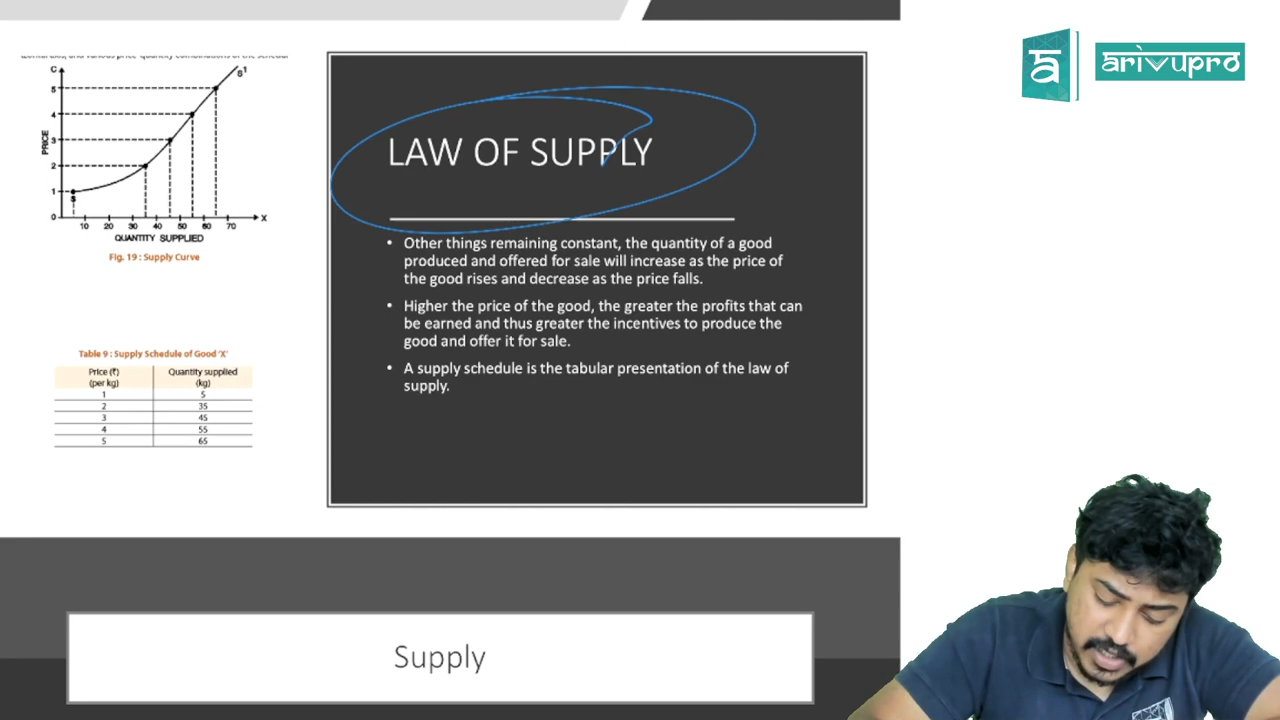 C
S¹
5
4
3
2
1
0
S
PRICE
10 20 30 40 50 60 70
X
QUANTITY SUPPLIED
Fig. 19 : Supply Curve
Table 9 : Supply Schedule of Good 'X'
Price (₹) Quantity supplied
(per kg) (kg)
1 5
2 35
3 45
4 55
5 65
LAW OF SUPPLY
• Other things remaining constant, the quantity of a good
produced and offered for sale will increase as the price of
the good rises and decrease as the price falls.
• Higher the price of the good, the greater the profits that can
be earned and thus greater the incentives to produce the
good and offer it for sale.
• A supply schedule is the tabular presentation of the law of
supply.
Supply
ā
arivupro